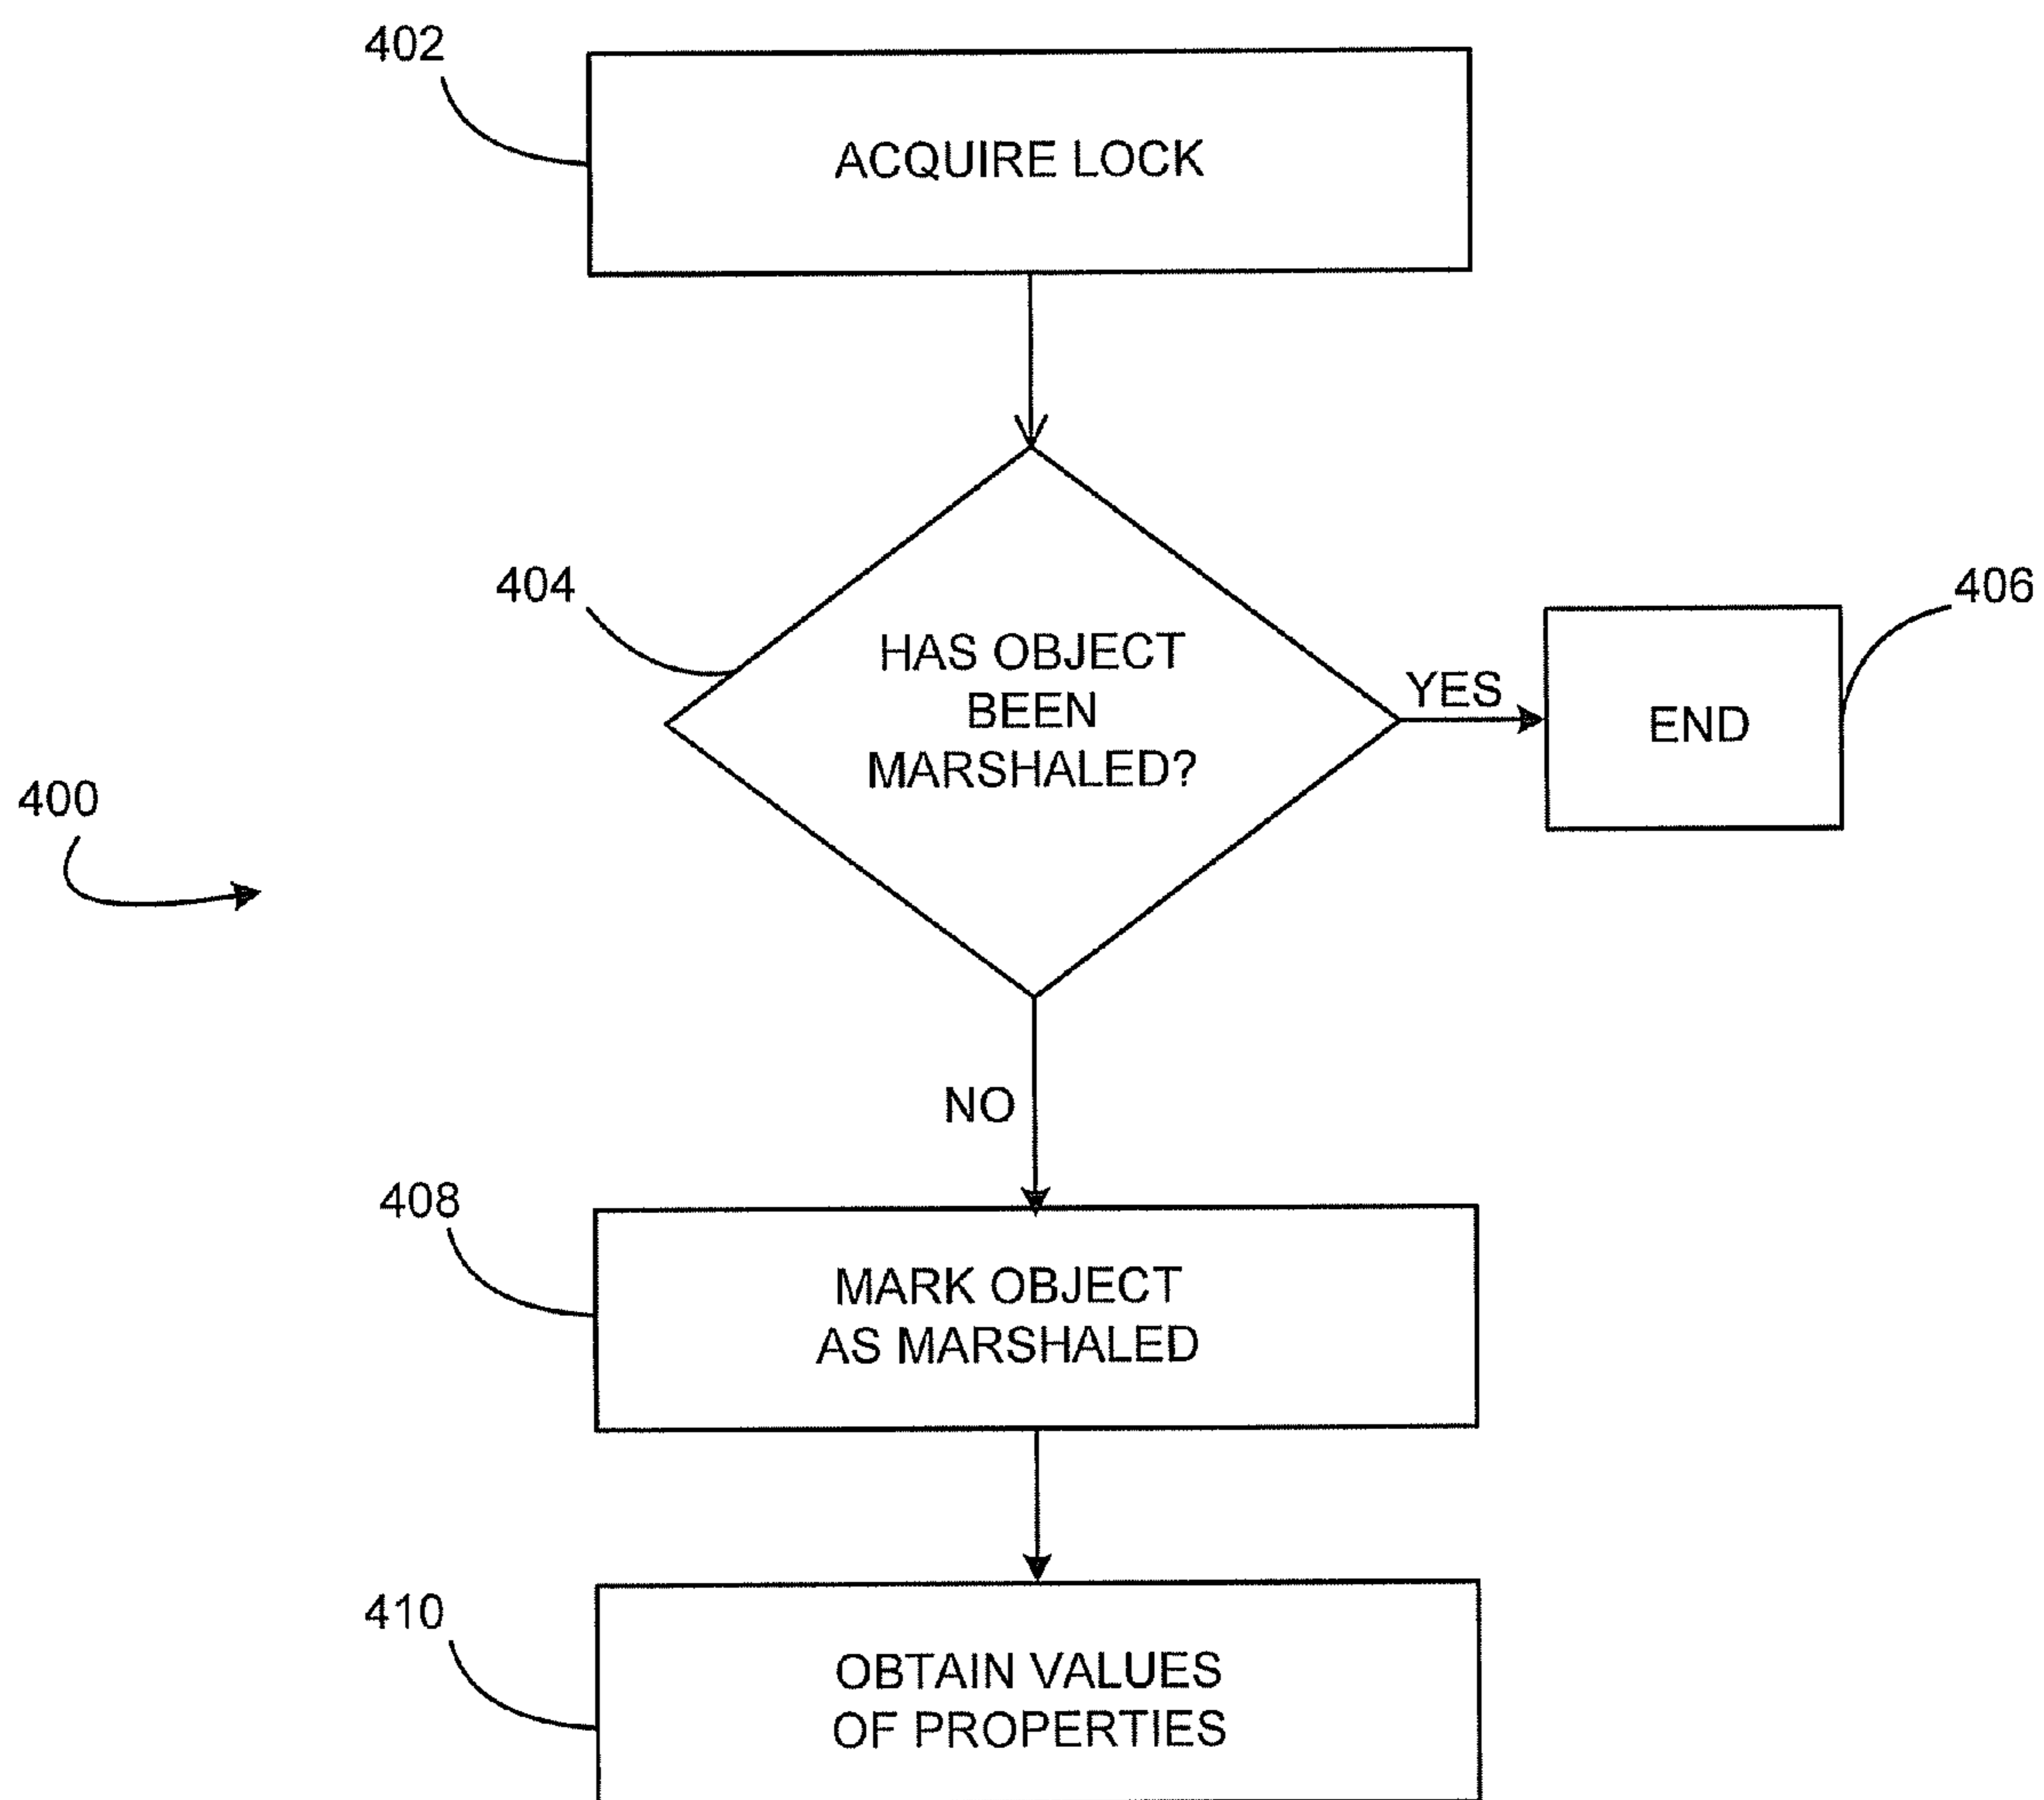 402
ACQUIRE LOCK
404
HAS OBJECT
BEEN
MARSHALED?
YES
406
END
400
NO
408
MARK OBJECT
AS MARSHALED
410
OBTAIN VALUES
OF PROPERTIES